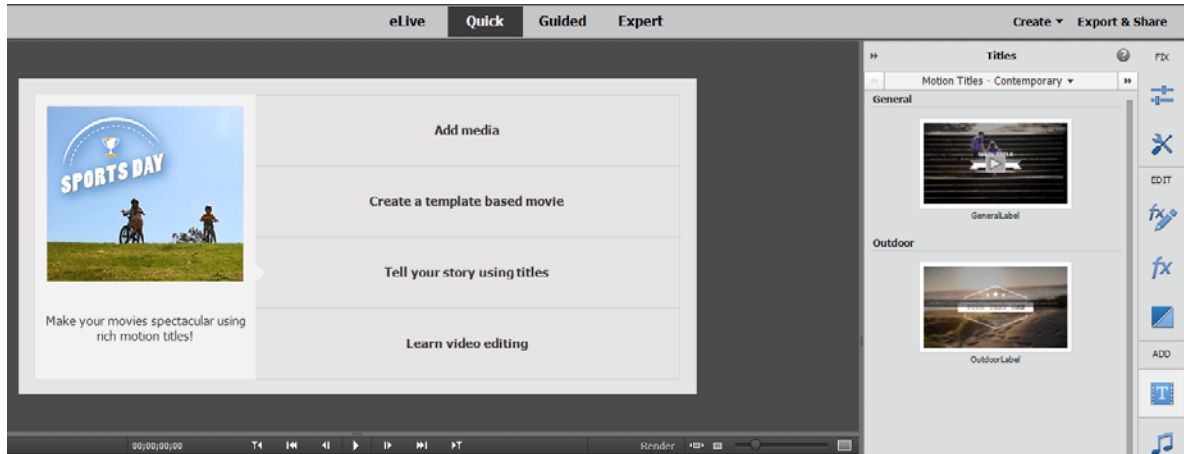 eLive Quick Guided Expert Create Export & Share
Titles FIX
Motion Titles - Contemporary
General
SPORTS DAY
Add media
GeneralLabel
EDIT
Create a template based movie
Outdoor
Tell your story using titles
fx
Make your movies spectacular using
rich motion titles!
Learn video editing
OutdoorLabel
ADD
T
00;00;00;00 Render